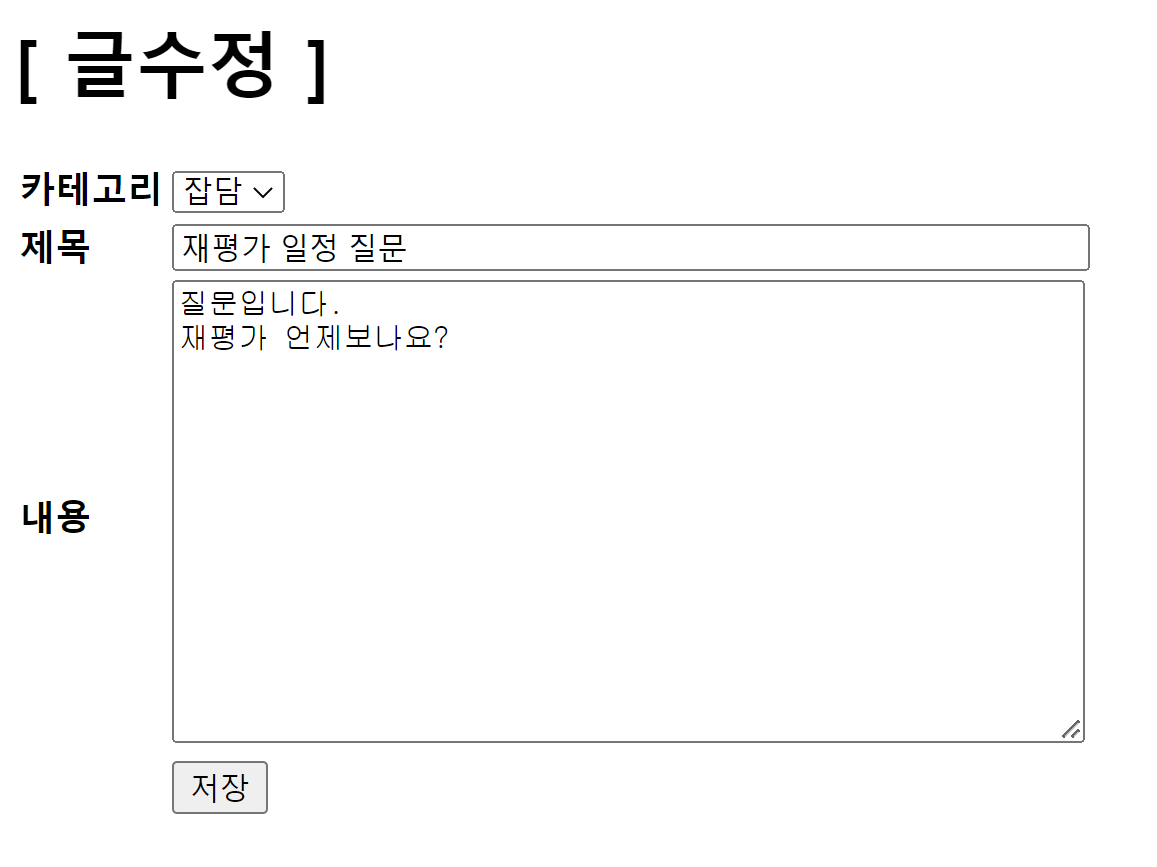 [ 글수정 ]
카테고리 잡담
제목 재평가 일정 질문
질문입니다.
재평가 언제보나요?
내용
저장